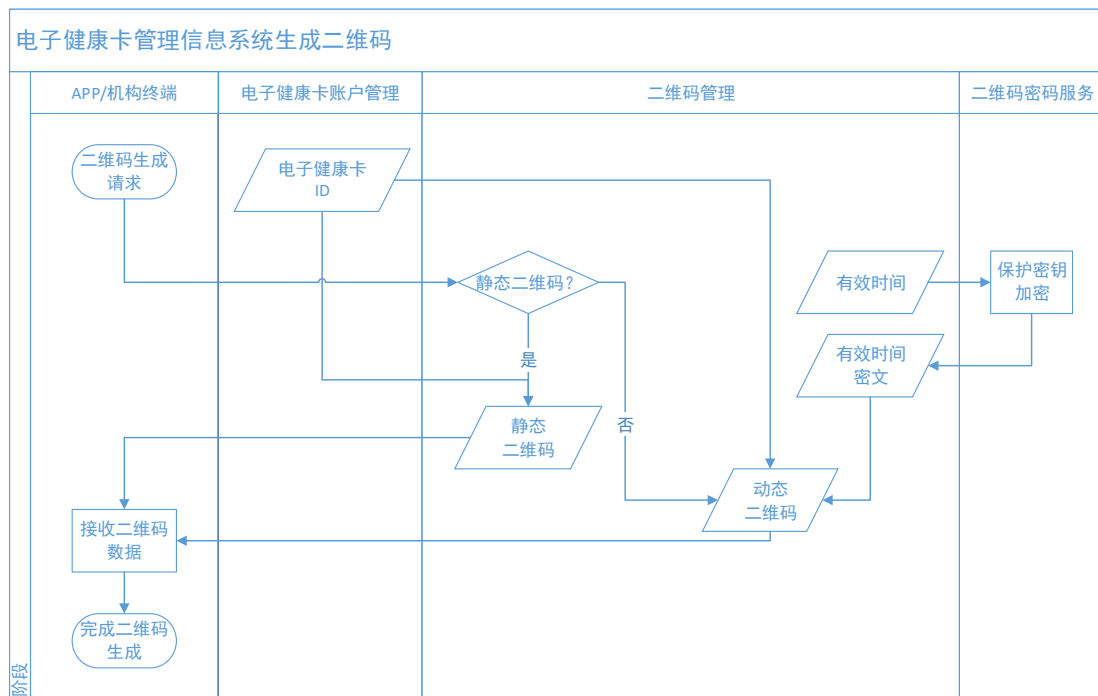 电子健康卡管理信息系统生成二维码
APP/机构终端
电子健康卡账户管理
二维码管理
二维码密码服务
二维码生成
请求
电子健康卡
ID
静态二维码?
有效时间
保护密钥
加密
是
有效时间
密文
静态
二维码
否
动态
二维码
接收二维码
数据
完成二维码
生成
阶段